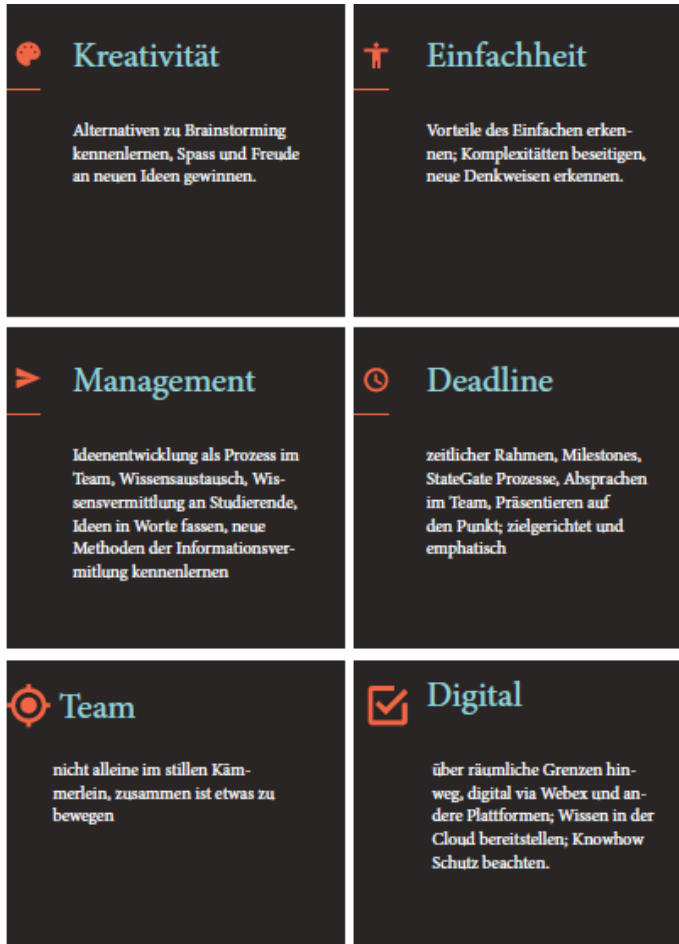 Kreativität
Alternativen zu Brainstorming
kennenlernen, Spass und Freude
an neuen Ideen gewinnen.
Einfachheit
Vorteile des Einfachen erken-
nen; Komplexitätten beseitigen,
neue Denkweisen erkennen.
Management
Ideenentwicklung als Prozess im
Team, Wissensaustausch, Wis-
sensvermittlung an Studierende,
Ideen in Worte fassen, neue
Methoden der Informationsver-
mitlung kennenlernen
Deadline
zeitlicher Rahmen, Milestones,
StateGate Prozesse, Absprachen
im Team, Präsentieren auf
den Punkt; zielgerichtet und
emphatisch
Team
nicht alleine im stillen Käm-
merlein, zusammen ist etwas zu
bewegen
Digital
über räumliche Grenzen hin-
weg, digital via Webex und an-
dere Plattformen; Wissen in der
Cloud bereitstellen; Knowhow
Schutz beachten.